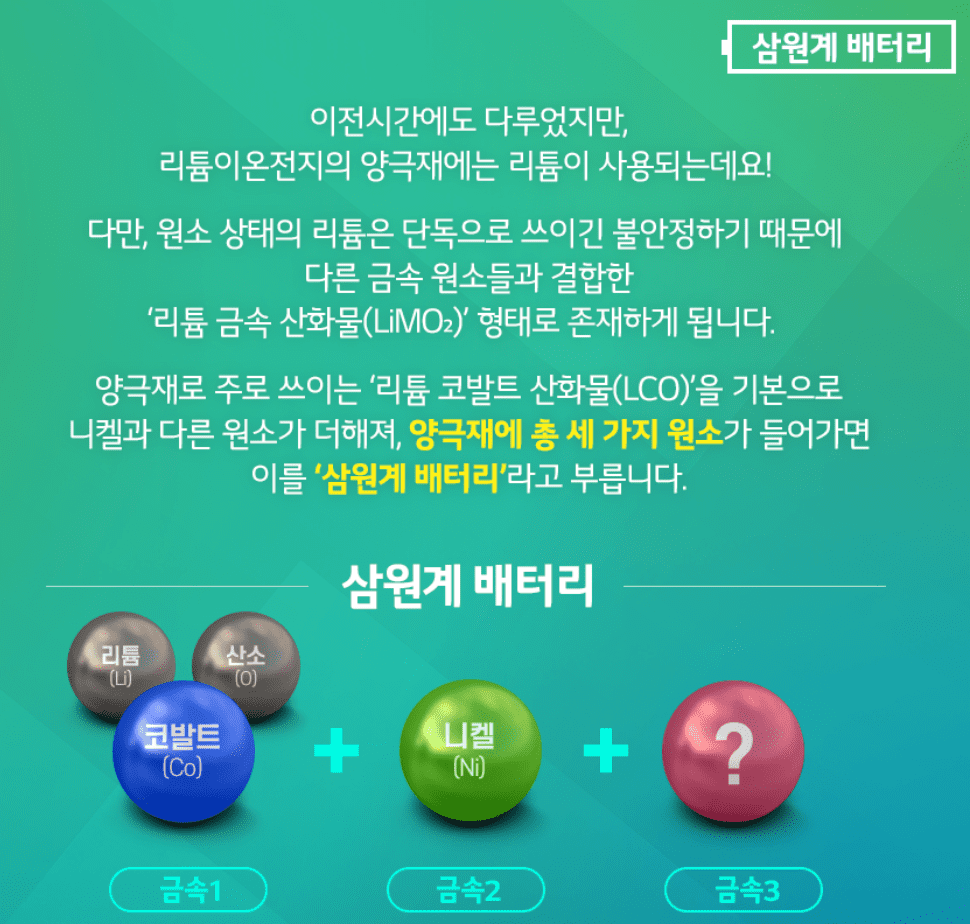 삼원계 배터리
이전시간에도 다루었지만,
리튬이온전지의 양극재에는 리튬이 사용되는데요!
다만, 원소 상태의 리튬은 단독으로 쓰이긴 불안정하기 때문에
다른 금속 원소들과 결합한
‘리튬 금속 산화물(LiMO₂)’ 형태로 존재하게 됩니다.
양극재로 주로 쓰이는 ‘리튬 코발트 산화물(LCO)’을 기본으로
니켈과 다른 원소가 더해져, 양극재에 총 세 가지 원소가 들어가면
이를 ‘삼원계 배터리’라고 부릅니다.
삼원계 배터리
리튬
(Li)
산소
(O)
코발트
(Co)
+
니켈
(Ni)
+
?
금속1
금속2
금속3